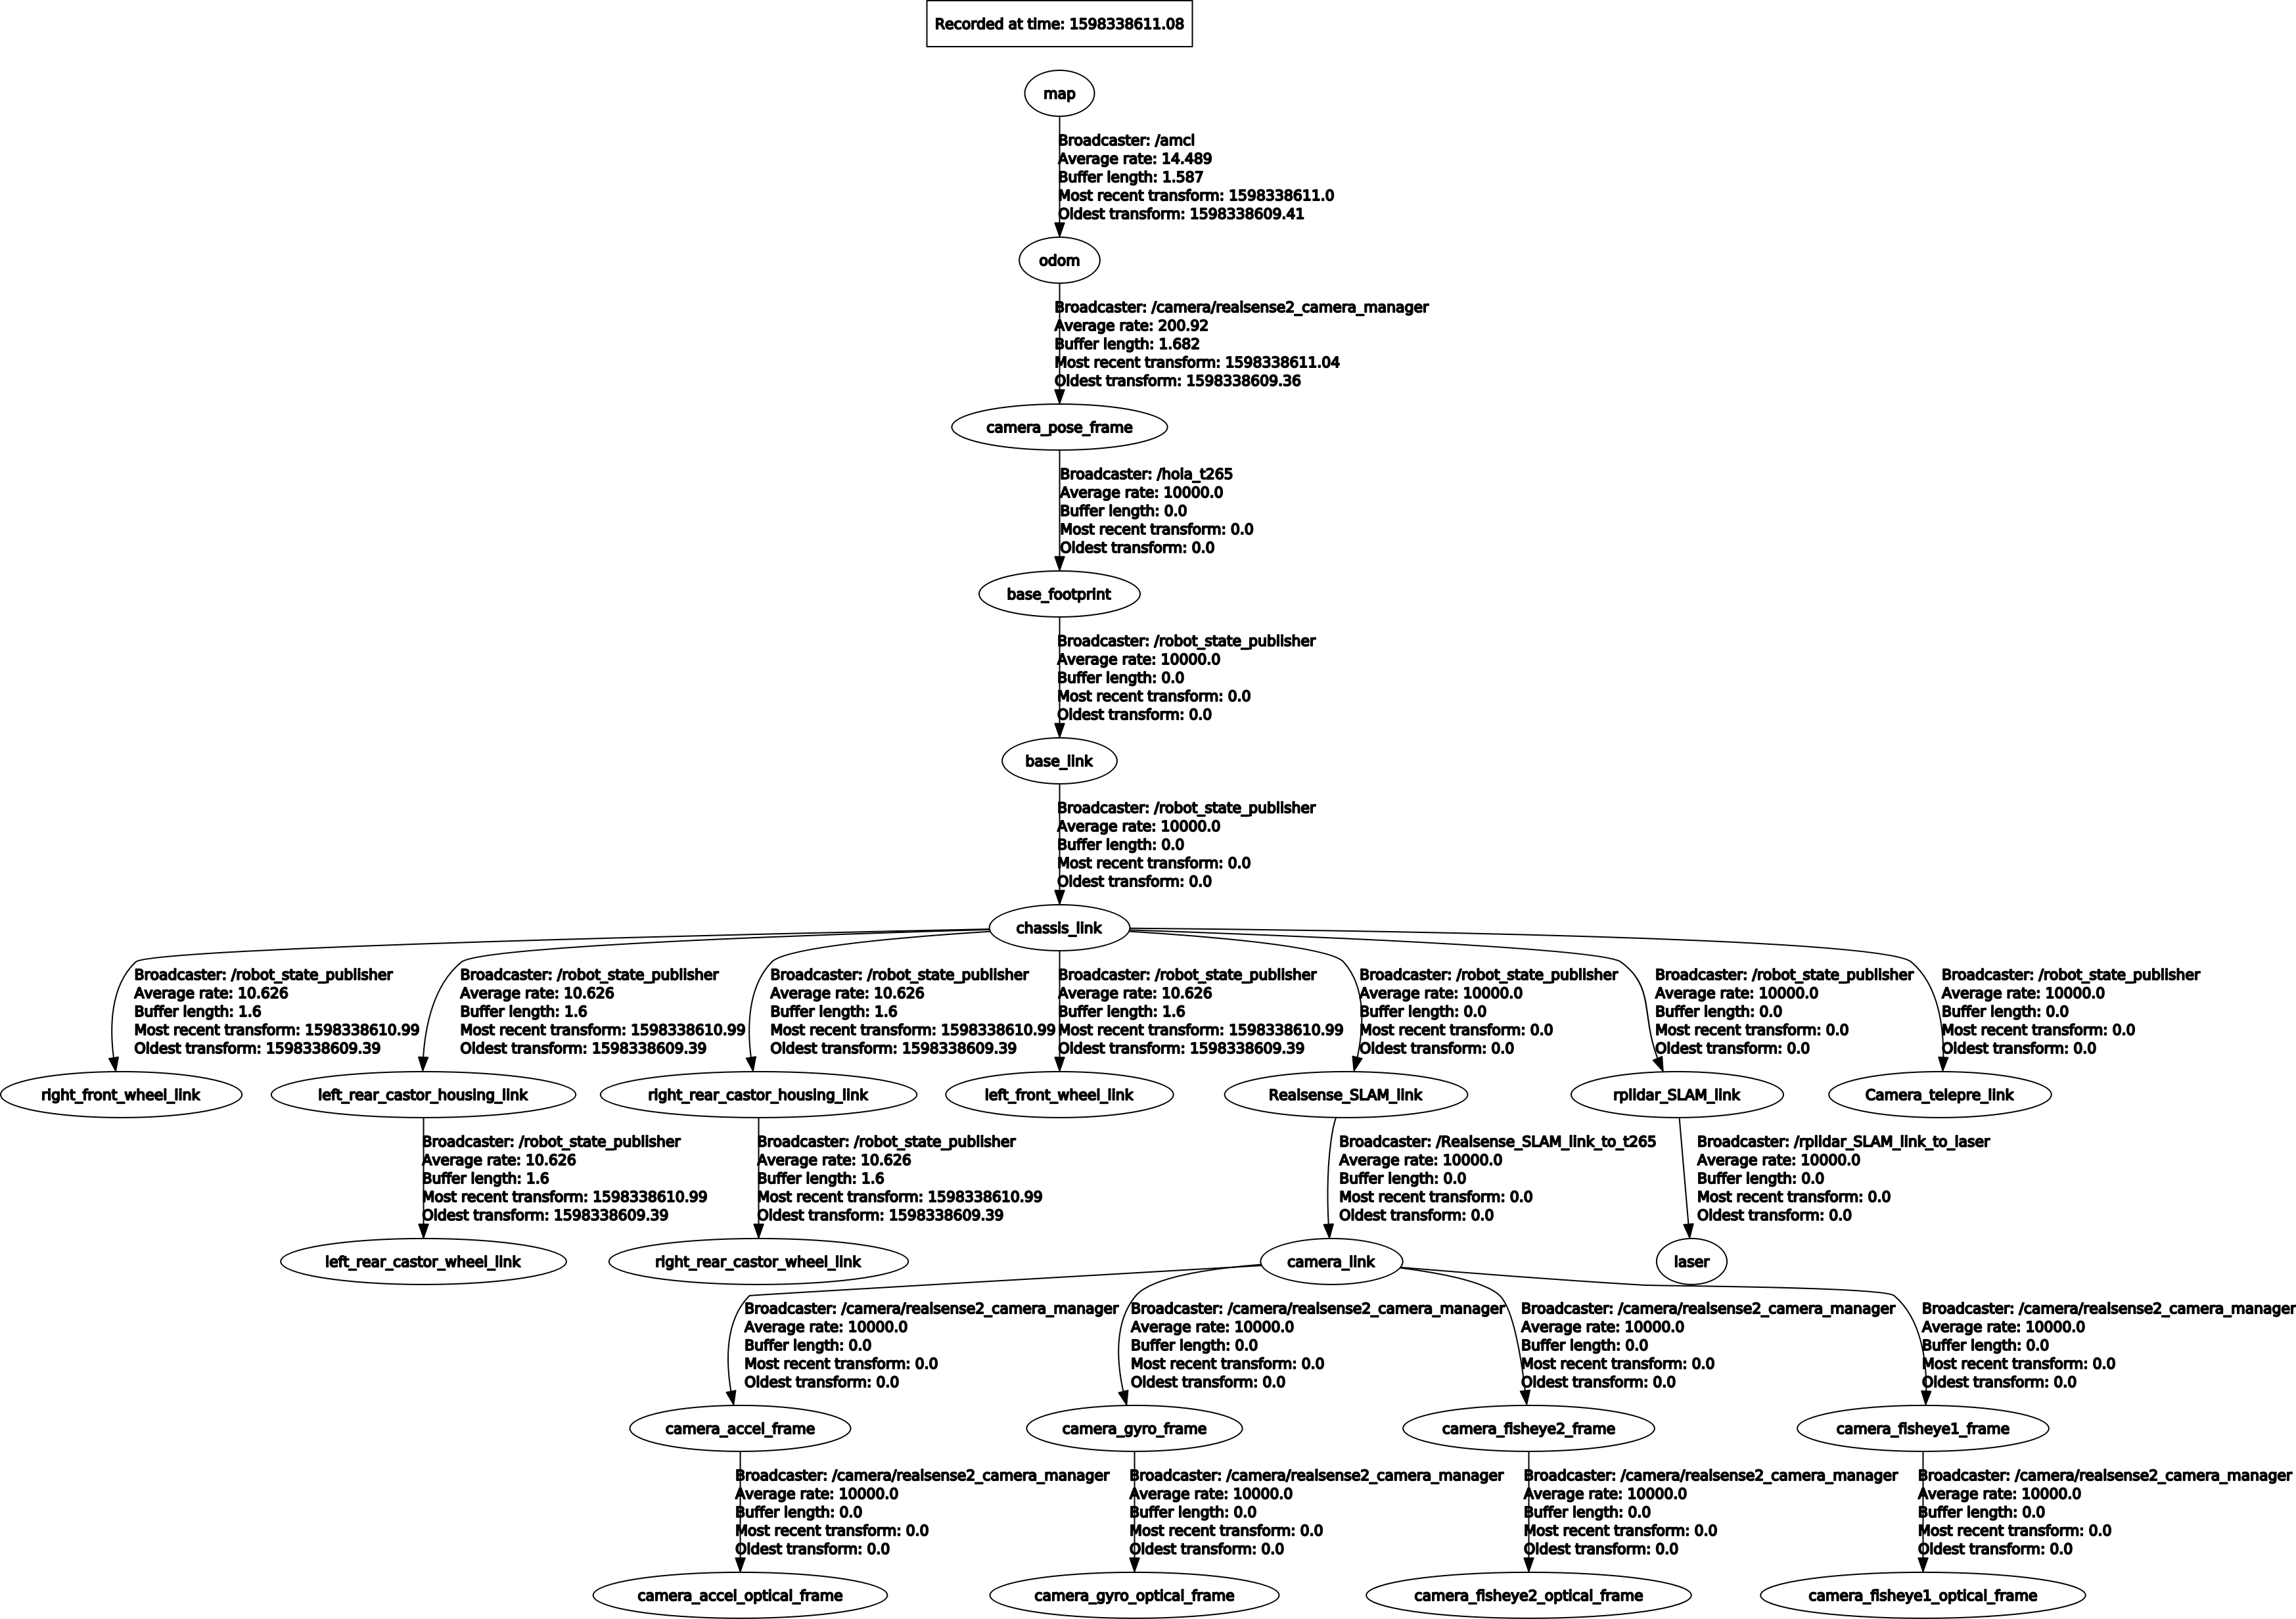 Recorded at time: 1598338611.08
map
Broadcaster: /amcl
Average rate: 14.489
Buffer length: 1.587
Most recent transform: 1598338611.0
Oldest transform: 1598338609.41
odom
Broadcaster: /camera/realsense2_camera_manager
Average rate: 200.92
Buffer length: 1.682
Most recent transform: 1598338611.04
Oldest transform: 1598338609.36
camera_pose_frame
Broadcaster: /hola_t265
Average rate: 10000.0
Buffer length: 0.0
Most recent transform: 0.0
Oldest transform: 0.0
base_footprint
Broadcaster: /robot_state_publisher
Average rate: 10000.0
Buffer length: 0.0
Most recent transform: 0.0
Oldest transform: 0.0
base_link
Broadcaster: /robot_state_publisher
Average rate: 10000.0
Buffer length: 0.0
Most recent transform: 0.0
Oldest transform: 0.0
chassis_link
Broadcaster: /robot_state_publisher
Average rate: 10.626
Buffer length: 1.6
Most recent transform: 1598338610.99
Oldest transform: 1598338609.39
Broadcaster: /robot_state_publisher
Average rate: 10.626
Buffer length: 1.6
Most recent transform: 1598338610.99
Oldest transform: 1598338609.39
Broadcaster: /robot_state_publisher
Average rate: 10.626
Buffer length: 1.6
Most recent transform: 1598338610.99
Oldest transform: 1598338609.39
Broadcaster: /robot_state_publisher
Average rate: 10.626
Buffer length: 1.6
Most recent transform: 1598338610.99
Oldest transform: 1598338609.39
Broadcaster: /robot_state_publisher
Average rate: 10000.0
Buffer length: 0.0
Most recent transform: 0.0
Oldest transform: 0.0
Broadcaster: /robot_state_publisher
Average rate: 10000.0
Buffer length: 0.0
Most recent transform: 0.0
Oldest transform: 0.0
Broadcaster: /robot_state_publisher
Average rate: 10000.0
Buffer length: 0.0
Most recent transform: 0.0
Oldest transform: 0.0
right_front_wheel_link
left_rear_castor_housing_link
right_rear_castor_housing_link
left_front_wheel_link
Realsense_SLAM_link
rplidar_SLAM_link
Camera_telepre_link
Broadcaster: /robot_state_publisher
Average rate: 10.626
Buffer length: 1.6
Most recent transform: 1598338610.99
Oldest transform: 1598338609.39
Broadcaster: /robot_state_publisher
Average rate: 10.626
Buffer length: 1.6
Most recent transform: 1598338610.99
Oldest transform: 1598338609.39
Broadcaster: /Realsense_SLAM_link_to_t265
Average rate: 10000.0
Buffer length: 0.0
Most recent transform: 0.0
Oldest transform: 0.0
Broadcaster: /rplidar_SLAM_link_to_laser
Average rate: 10000.0
Buffer length: 0.0
Most recent transform: 0.0
Oldest transform: 0.0
left_rear_castor_wheel_link
right_rear_castor_wheel_link
camera_link
laser
Broadcaster: /camera/realsense2_camera_manager
Average rate: 10000.0
Buffer length: 0.0
Most recent transform: 0.0
Oldest transform: 0.0
Broadcaster: /camera/realsense2_camera_manager
Average rate: 10000.0
Buffer length: 0.0
Most recent transform: 0.0
Oldest transform: 0.0
Broadcaster: /camera/realsense2_camera_manager
Average rate: 10000.0
Buffer length: 0.0
Most recent transform: 0.0
Oldest transform: 0.0
Broadcaster: /camera/realsense2_camera_manager
Average rate: 10000.0
Buffer length: 0.0
Most recent transform: 0.0
Oldest transform: 0.0
camera_accel_frame
camera_gyro_frame
camera_fisheye2_frame
camera_fisheye1_frame
Broadcaster: /camera/realsense2_camera_manager
Average rate: 10000.0
Buffer length: 0.0
Most recent transform: 0.0
Oldest transform: 0.0
Broadcaster: /camera/realsense2_camera_manager
Average rate: 10000.0
Buffer length: 0.0
Most recent transform: 0.0
Oldest transform: 0.0
Broadcaster: /camera/realsense2_camera_manager
Average rate: 10000.0
Buffer length: 0.0
Most recent transform: 0.0
Oldest transform: 0.0
Broadcaster: /camera/realsense2_camera_manager
Average rate: 10000.0
Buffer length: 0.0
Most recent transform: 0.0
Oldest transform: 0.0
camera_accel_optical_frame
camera_gyro_optical_frame
camera_fisheye2_optical_frame
camera_fisheye1_optical_frame